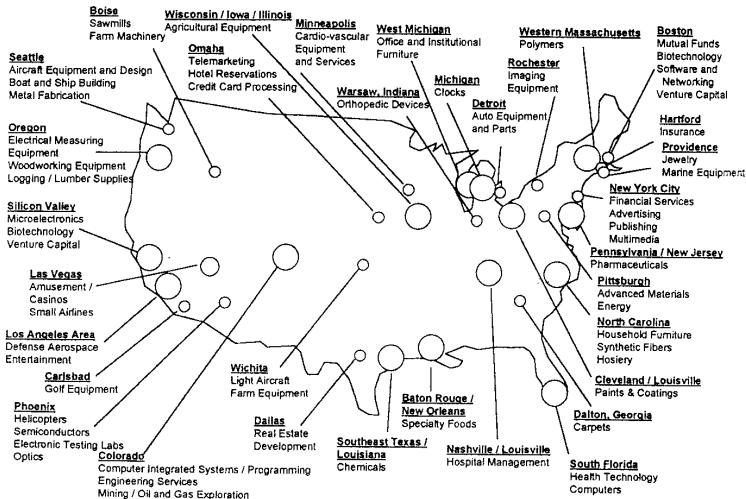 Boise
Sawmills
Farm Machinery
Wisconsin / Iowa / Illinois
Agricultural Equipment
Minneapolis
Cardio-vascular
Equipment
and Services
West Michigan
Office and Institutional
Furniture
Western Massachusetts
Polymers
Boston
Mutual Funds
Biotechnology
Software and
Networking
Venture Capital
Seattle
Aircraft Equipment and Design
Boat and Ship Building
Metal Fabrication
Omaha
Telemarketing
Hotel Reservations
Credit Card Processing
Warsaw, Indiana
Orthopedic Devices
Michigan
Clocks
Detroit
Auto Equipment
and Parts
Rochester
Imaging
Equipment
Hartford
Insurance
Providence
Jewelry
Marine Equipment
Oregon
Electrical Measuring
Equipment
Woodworking Equipment
Logging / Lumber Supplies
New York City
Financial Services
Advertising
Publishing
Multimedia
Silicon Valley
Microelectronics
Biotechnology
Venture Capital
Pennsylvania / New Jersey
Pharmaceuticals
Las Vegas
Amusement /
Casinos
Small Airlines
Pittsburgh
Advanced Materials
Energy
Los Angeles Area
Defense Aerospace
Entertainment
North Carolina
Household Furniture
Synthetic Fibers
Hosiery
Carlsbad
Golf Equipment
Wichita
Light Aircraft
Farm Equipment
Cleveland / Louisville
Paints & Coatings
Phoenix
Helicopters
Semiconductors
Electronic Testing Labs
Optics
Dallas
Real Estate
Development
Baton Rouge /
New Orleans
Specialty Foods
Dalton, Georgia
Carpets
Colorado
Computer Integrated Systems / Programming
Engineering Services
Mining / Oil and Gas Exploration
Southeast Texas /
Louisiana
Chemicals
Nashville / Louisville
Hospital Management
South Florida
Health Technology
Computers